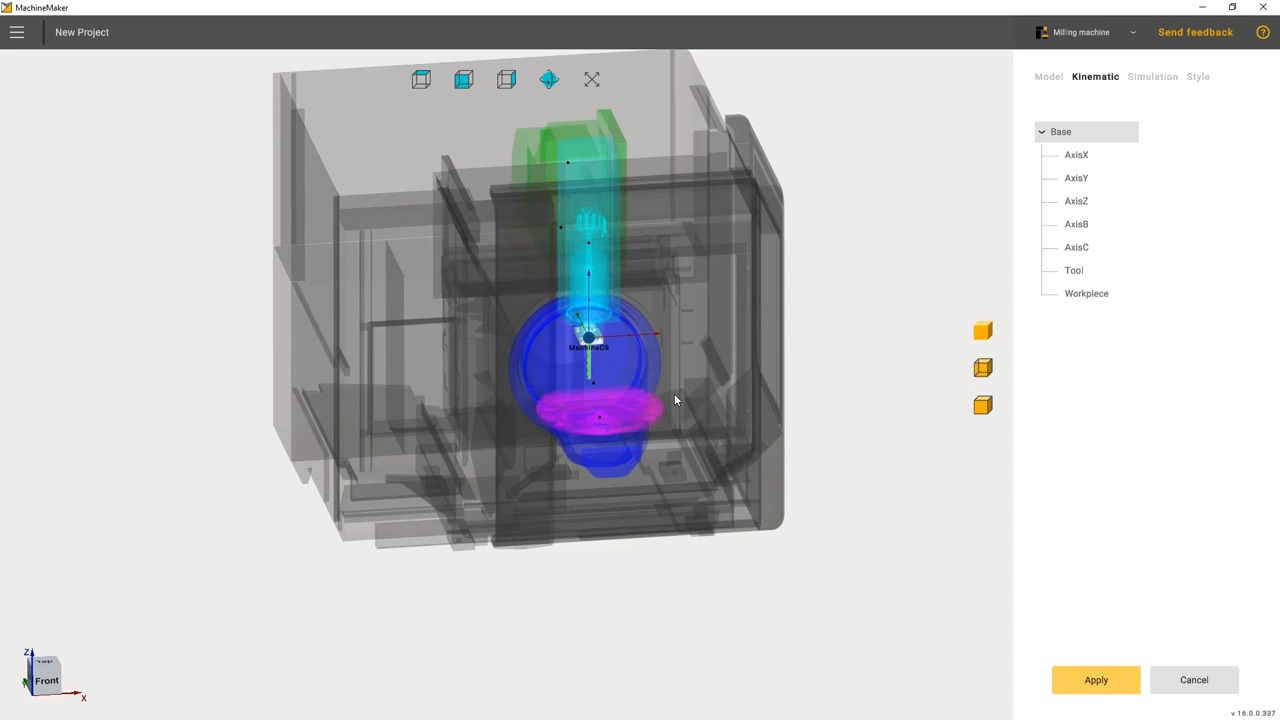 MachineMaker
New Project
Milling machine
Send feedback
?
Model Kinematic Simulation Style
Base
AxisX
AxisY
AxisZ
AxisB
AxisC
Tool
Workpiece
MachineCS
Z
TOP
Front
X
Apply
Cancel
v 16.0.0.337